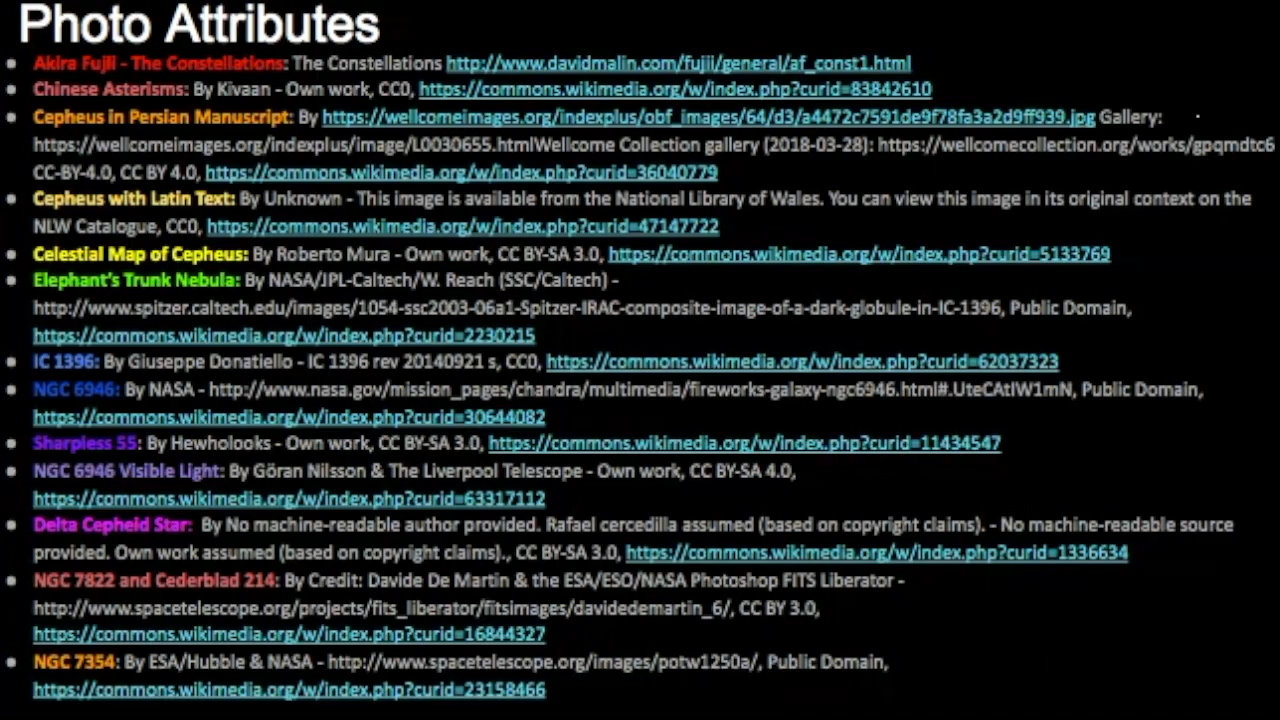 Photo Attributes
• Akira Fujii - The Constellations: The Constellations http://www.davidmalin.com/fujii/general/af_const1.html
• Chinese Asterisms: By Kivaan - Own work, CC0, https://commons.wikimedia.org/w/index.php?curid=83842610
• Cepheus in Persian Manuscript: By https://wellcomeimages.org/indexplus/obf_images/64/d3/a4472c7591de9f78fa3a2d9ff939.jpg Gallery:
https://wellcomeimages.org/indexplus/image/L0030655.htmlWellcome Collection gallery (2018-03-28): https://wellcomecollection.org/works/gpqmdtc6
CC-BY-4.0, CC BY 4.0, https://commons.wikimedia.org/w/index.php?curid=36040779
• Cepheus with Latin Text: By Unknown - This image is available from the National Library of Wales. You can view this image in its original context on the
NLW Catalogue, CC0, https://commons.wikimedia.org/w/index.php?curid=47147722
• Celestial Map of Cepheus: By Roberto Mura - Own work, CC BY-SA 3.0, https://commons.wikimedia.org/w/index.php?curid=5133769
• Elephant's Trunk Nebula: By NASA/JPL-Caltech/W. Reach (SSC/Caltech) -
http://www.spitzer.caltech.edu/images/1054-ssc2003-06a1-Spitzer-IRAC-composite-image-of-a-dark-globule-in-IC-1396, Public Domain,
https://commons.wikimedia.org/w/index.php?curid=2230215
• IC 1396: By Giuseppe Donatiello - IC 1396 rev 20140921 s, CC0, https://commons.wikimedia.org/w/index.php?curid=62037323
• NGC 6946: By NASA - http://www.nasa.gov/mission_pages/chandra/multimedia/fireworks-galaxy-ngc6946.html#.UteCAtIW1mN, Public Domain,
https://commons.wikimedia.org/w/index.php?curid=30644082
• Sharpless 55: By Hewholooks - Own work, CC BY-SA 3.0, https://commons.wikimedia.org/w/index.php?curid=11434547
• NGC 6946 Visible Light: By Göran Nilsson & The Liverpool Telescope - Own work, CC BY-SA 4.0,
https://commons.wikimedia.org/w/index.php?curid=63317112
• Delta Cepheid Star: By No machine-readable author provided. Rafael cercedilla assumed (based on copyright claims). - No machine-readable source
provided. Own work assumed (based on copyright claims)., CC BY-SA 3.0, https://commons.wikimedia.org/w/index.php?curid=1336634
• NGC 7822 and Cederblad 214: By Credit: Davide De Martin & the ESA/ESO/NASA Photoshop FITS Liberator -
http://www.spacetelescope.org/projects/fits_liberator/fitsimages/davidedemartin_6/, CC BY 3.0,
https://commons.wikimedia.org/w/index.php?curid=16844327
• NGC 7354: By ESA/Hubble & NASA - http://www.spacetelescope.org/images/potw1250a/, Public Domain,
https://commons.wikimedia.org/w/index.php?curid=23158466